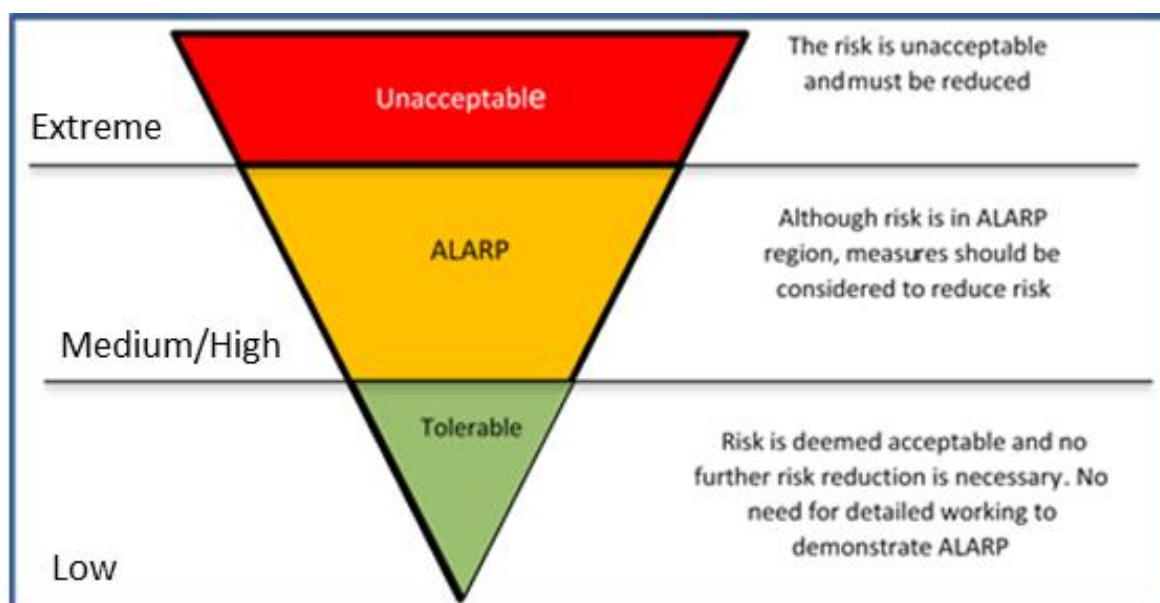 The risk is unacceptable
and must be reduced
Unacceptable
Extreme
Although risk is in ALARP
region, measures should be
considered to reduce risk
ALARP
Medium/High
Tolerable
Risk is deemed acceptable and no
further risk reduction is necessary. No
need for detailed working to
demonstrate ALARP
Low